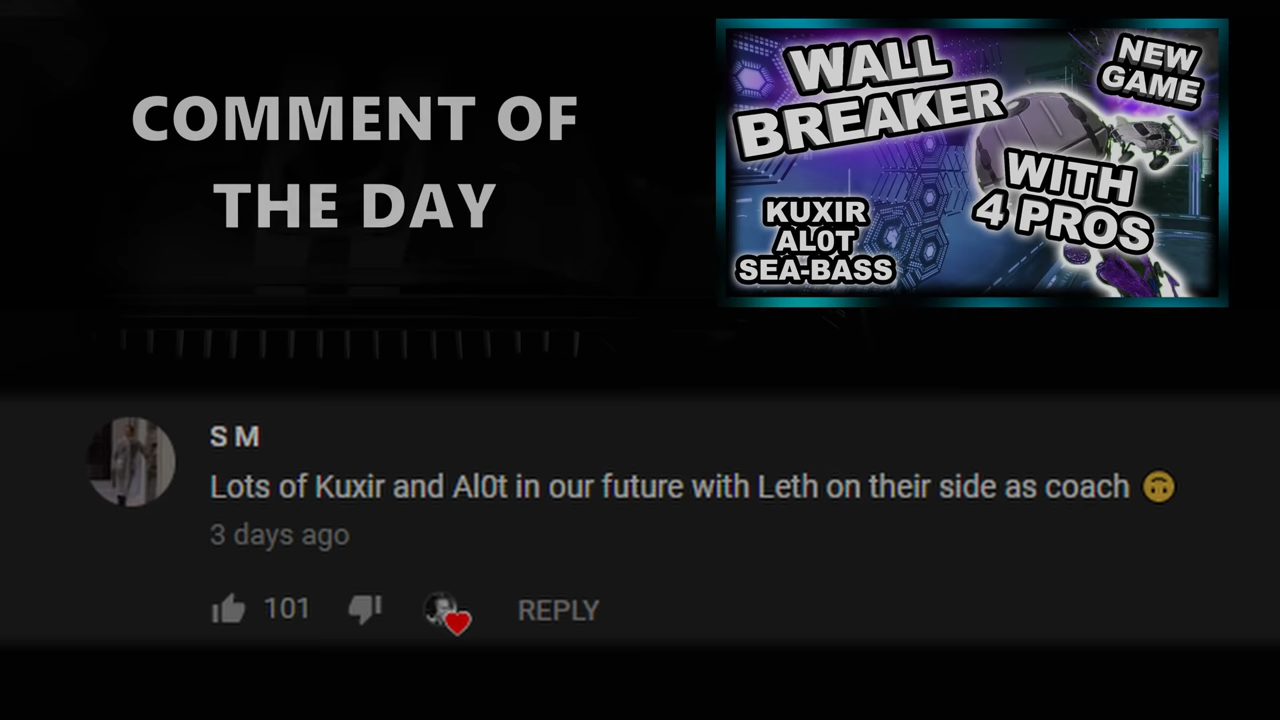 COMMENT OF
THE DAY
WALL
BREAKER
NEW
GAME
WITH
4 PROS
KUXIR
AL0T
SEA-BASS
S M
Lots of Kuxir and Al0t in our future with Leth on their side as coach 🙃
3 days ago
101
REPLY